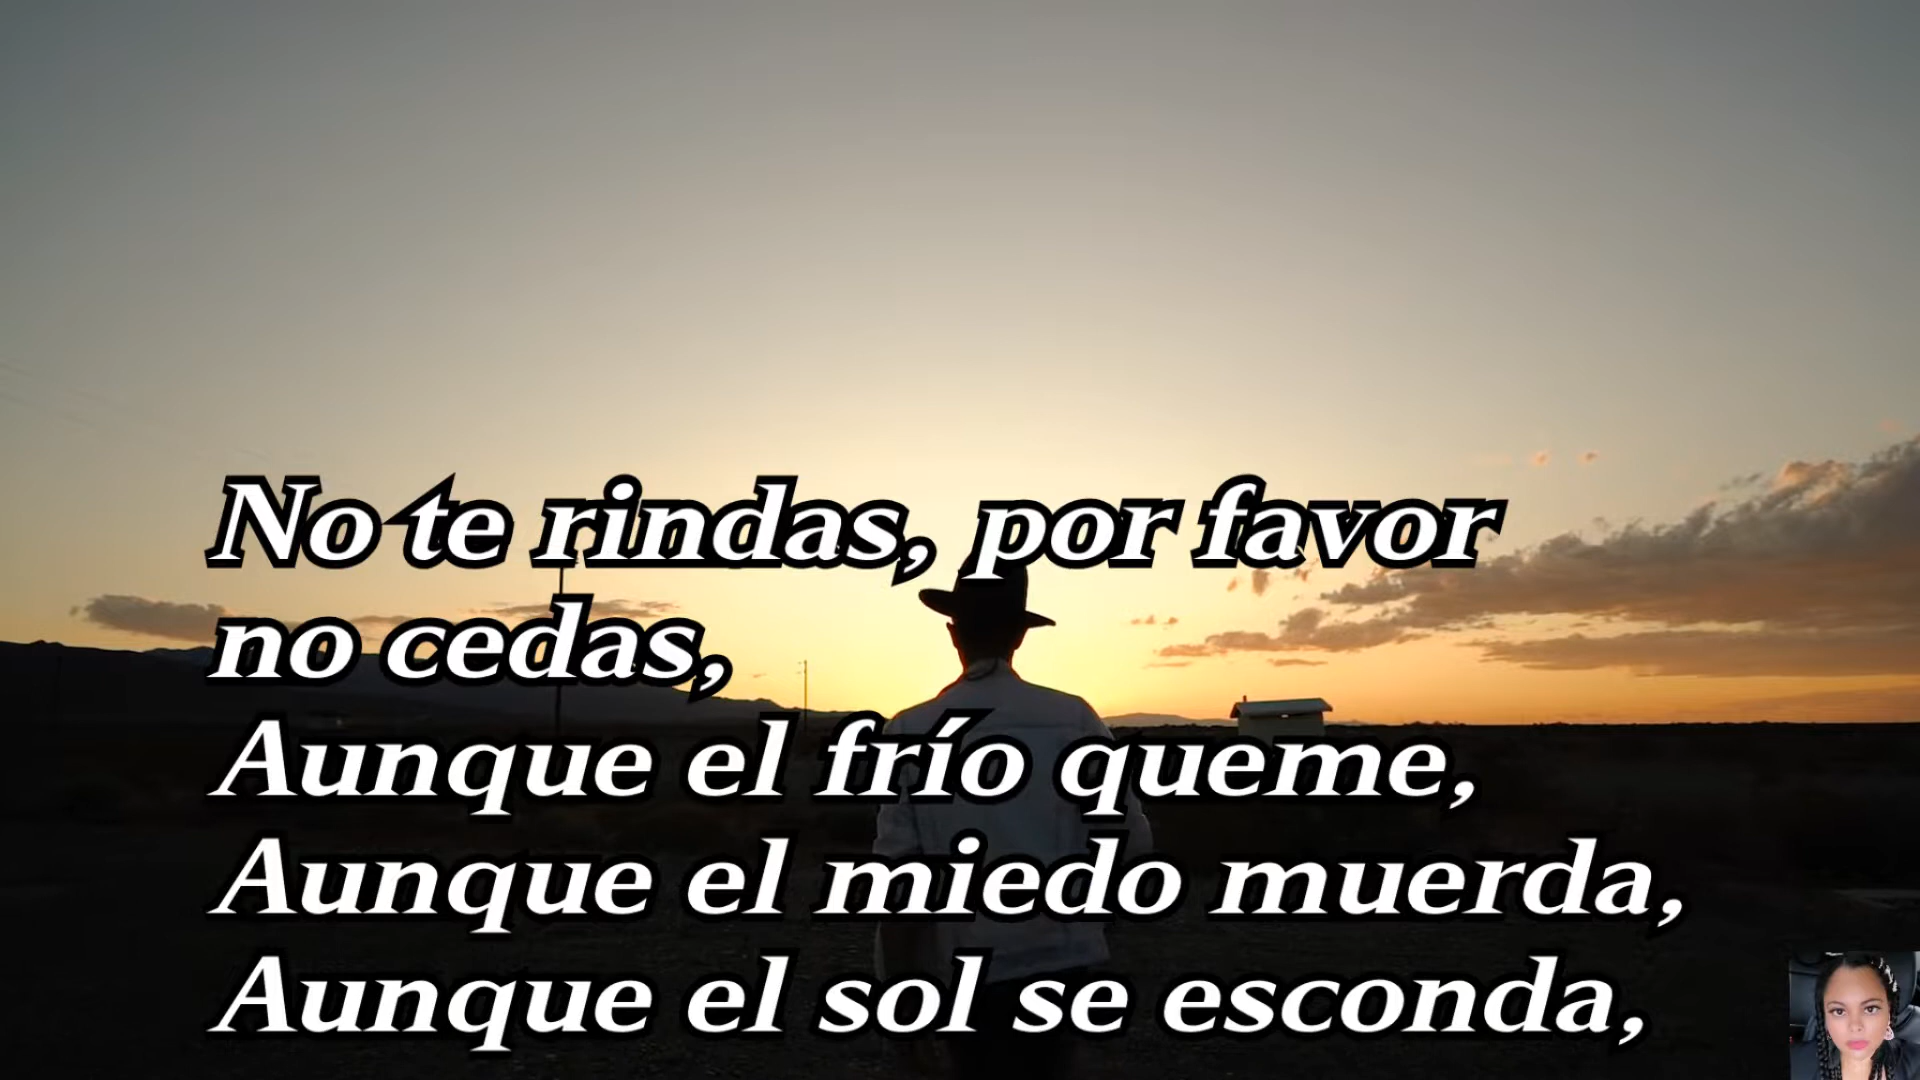 No te rindas, por favor
no cedas,
Aunque el frío queme,
Aunque el miedo muerda,
Aunque el sol se esconda,